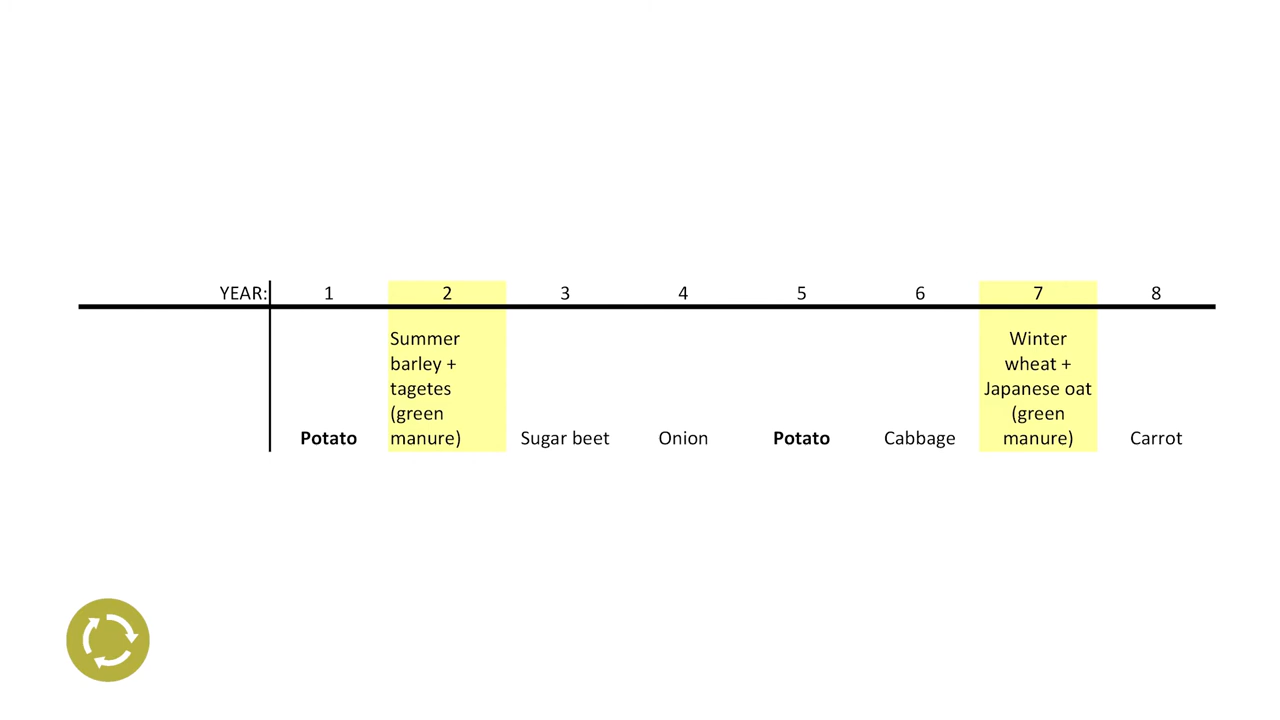 YEAR: 1 2 3 4 5 6 7 8
Potato
Summer
barley +
tagetes
(green
manure)
Sugar beet
Onion
Potato
Cabbage
Winter
wheat +
Japanese oat
(green
manure)
Carrot